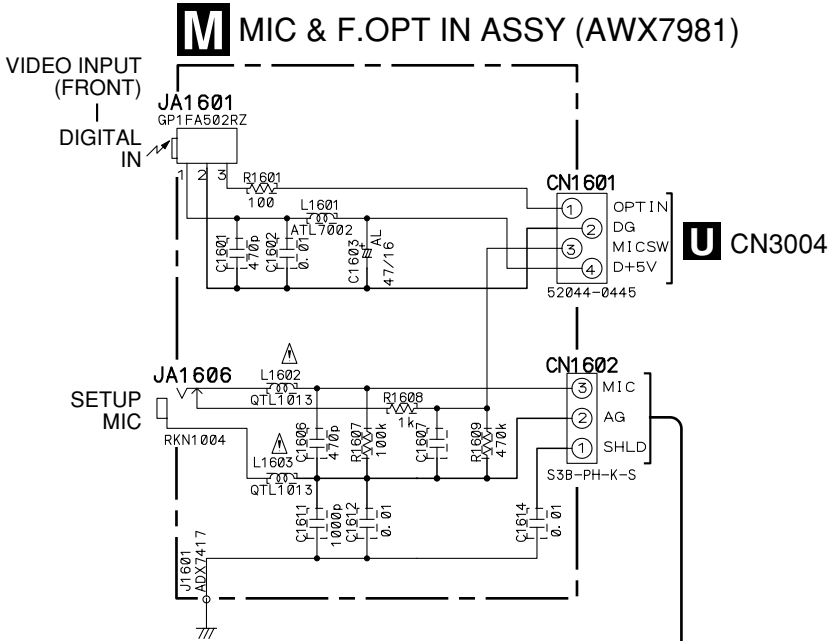 M MIC & F.OPT IN ASSY (AWX7981)
VIDEO INPUT
(FRONT)
I
DIGITAL
IN
JA1601
GP1FA502RZ
1 2 3
R1601
100
L1601
ATL7002
C1601
470p
C1602
0.01
C1603
+
AL
47/16
CN1601
1 OPTIN
2 DG
3 MICSW
4 D+5V
52044-0445
U CN3004
JA1606
SETUP
MIC
RKN1004
L1602
QTL1013
L1603
QTL1013
C1606
470p
R1607
100k
R1608
1k
C1607
R1609
470k
CN1602
3 MIC
2 AG
1 SHLD
S3B-PH-K-S
C1611
1000p
C1612
0.01
C1614
0.01
J1601
ADX7417